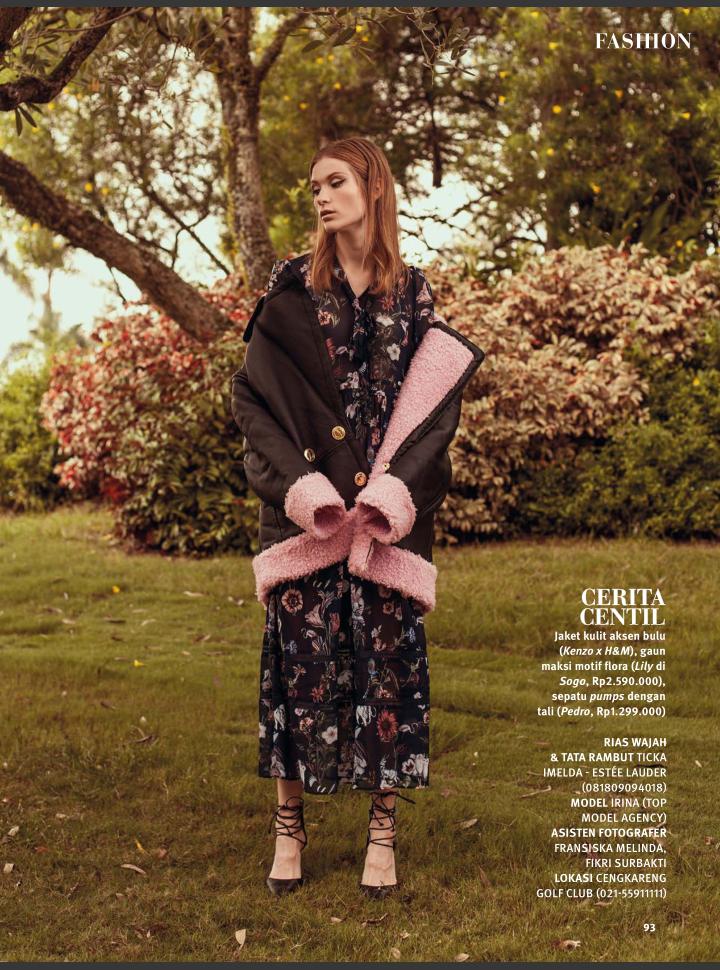 FASHION
CERITA
CENTIL
Jaket kulit aksen bulu
(Kenzo x H&M), gaun
maksi motif flora (Lily di
Sogo, Rp2.590.000),
sepatu pumps dengan
tali (Pedro, Rp1.299.000)
RIAS WAJAH
& TATA RAMBUT TICKA
IMELDA - ESTÉE LAUDER
(081809094018)
MODEL IRINA (TOP
MODEL AGENCY)
ASISTEN FOTOGRAFER
FRANSISKA MELINDA,
FIKRI SURBAKTI
LOKASI CENGKARENG
GOLF CLUB (021-55911111)
93